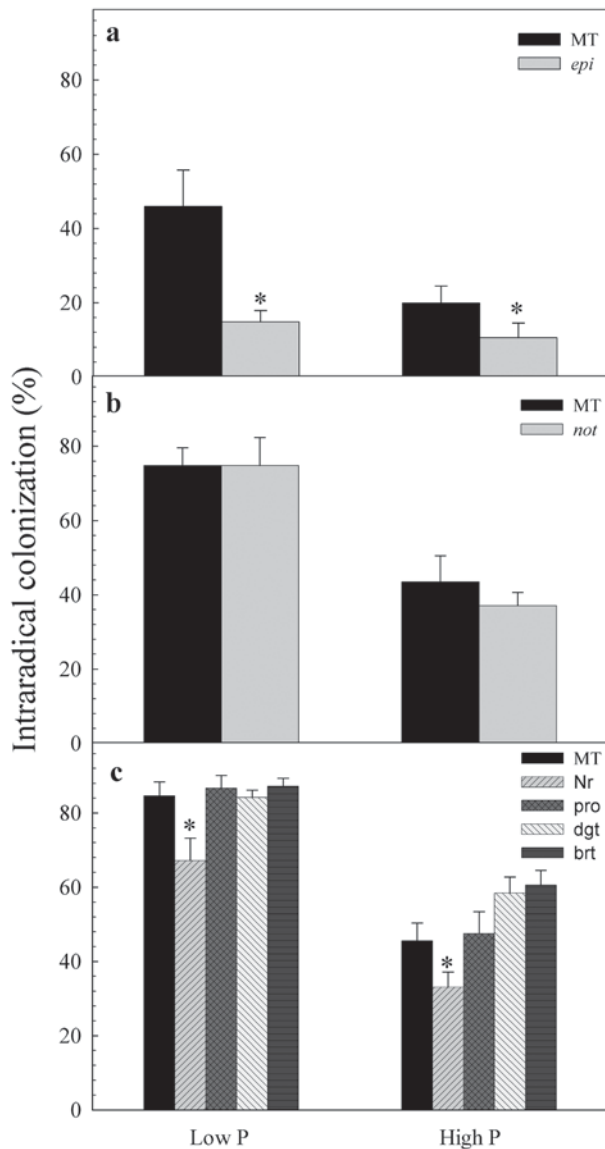 a
MT
epi
80
60
40
20
0
*
*
b
MT
not
80
60
40
20
0
Intraradical colonization (%)
c
MT
Nr
pro
dgt
brt
80
60
40
20
0
*
*
Low P
High P